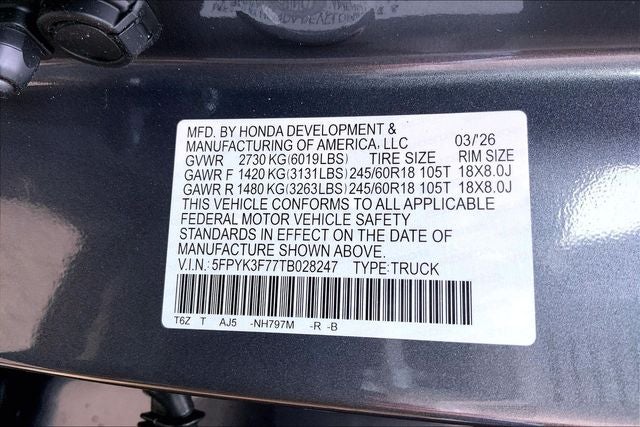 MFD. BY HONDA DEVELOPMENT &
MANUFACTURING OF AMERICA, LLC 03/'26
GVWR 2730 KG(6019LBS) TIRE SIZE RIM SIZE
GAWR F 1420 KG(3131LBS) 245/60R18 105T 18X8.0J
GAWR R 1480 KG(3263LBS) 245/60R18 105T 18X8.0J
THIS VEHICLE CONFORMS TO ALL APPLICABLE
FEDERAL MOTOR VEHICLE SAFETY
STANDARDS IN EFFECT ON THE DATE OF
MANUFACTURE SHOWN ABOVE.
V.I.N.: 5FPYK3F77TB028247 TYPE:TRUCK
T6Z T AJ5 -NH797M -R -B